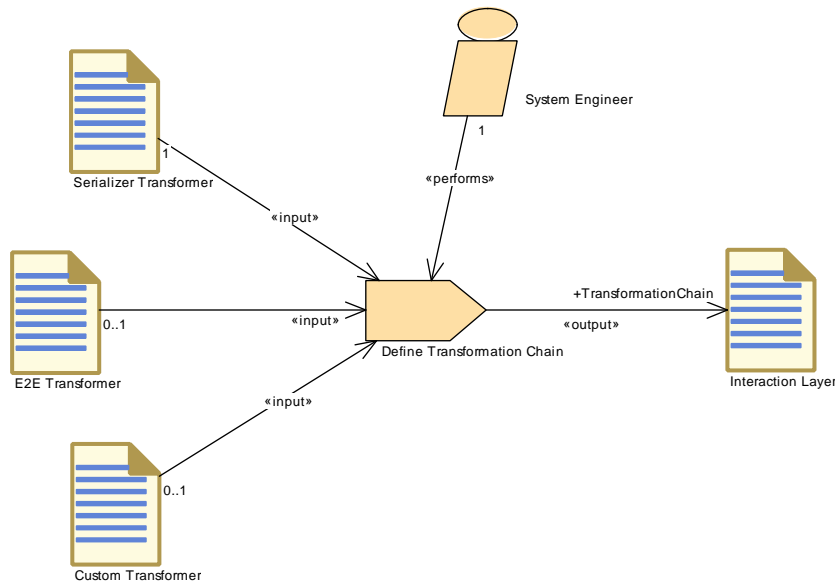 System Engineer
1
1
Serializer Transformer
«performs»
«input»
+TransformationChain
0..1
«input»
«output»
Define Transformation Chain
E2E Transformer
Interaction Layer
«input»
0..1
Custom Transformer